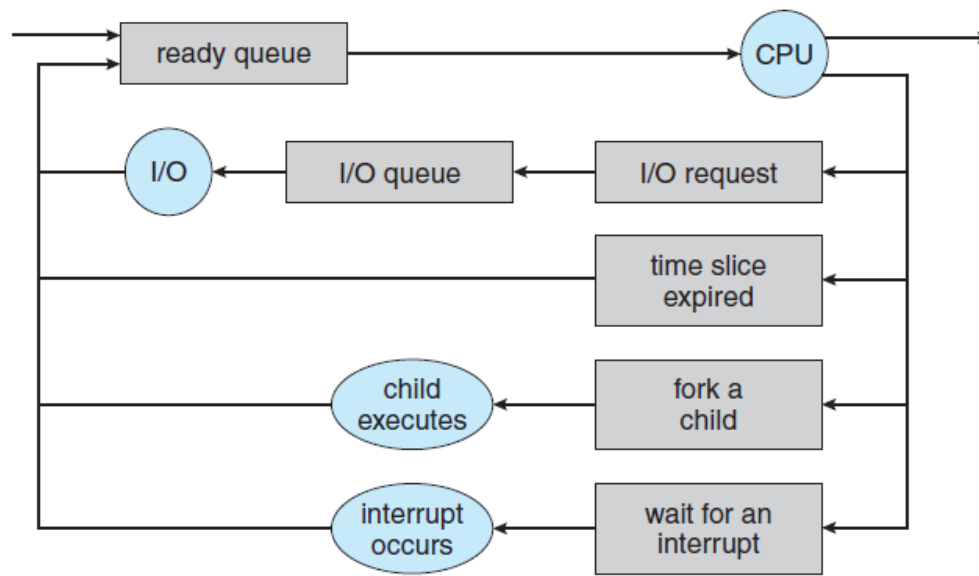 ready queue
CPU
I/O
I/O queue
I/O request
time slice
expired
child
executes
fork a
child
interrupt
occurs
wait for an
interrupt